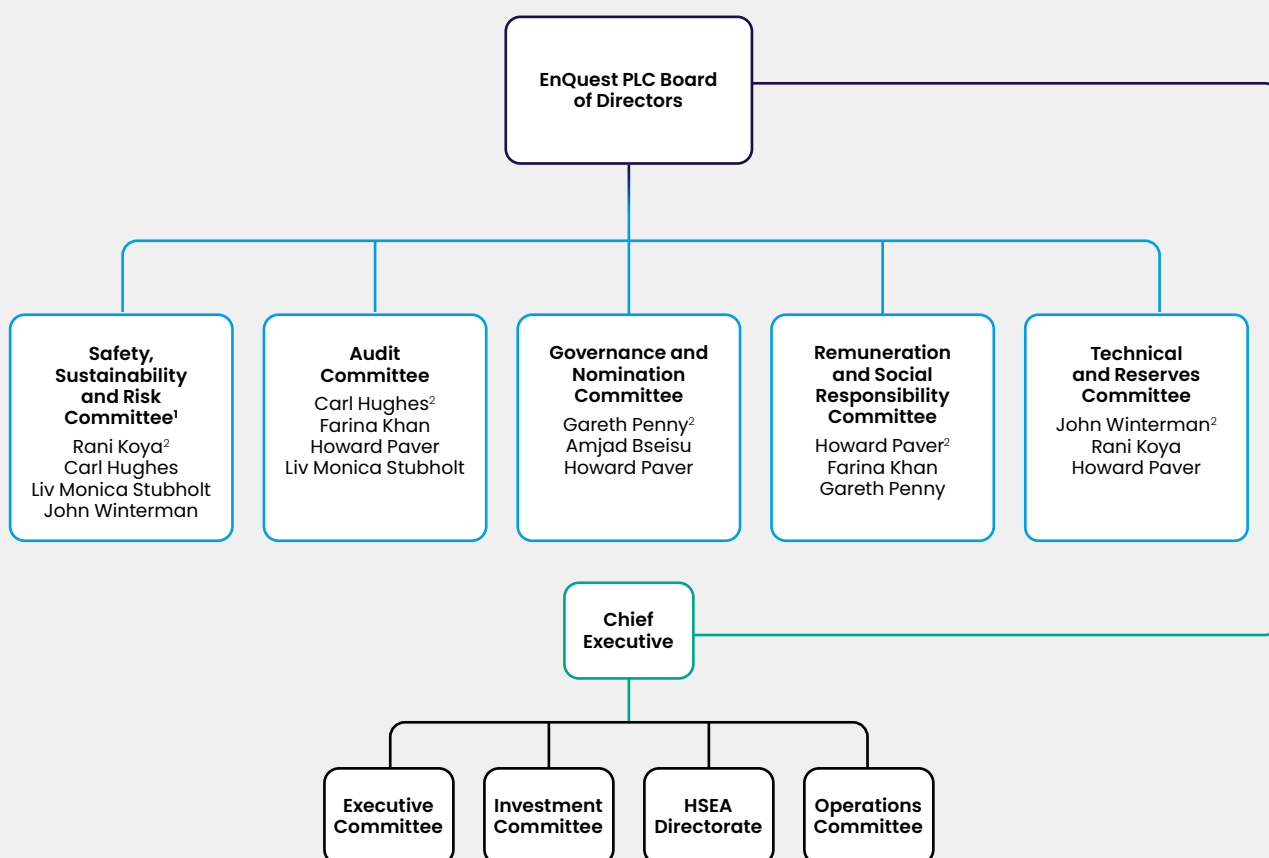 EnQuest PLC Board
of Directors
Safety,
Sustainability
and Risk
Committee¹
Rani Koya²
Carl Hughes
Liv Monica Stubholt
John Winterman
Audit
Committee
Carl Hughes²
Farina Khan
Howard Paver
Liv Monica Stubholt
Governance and
Nomination
Committee
Gareth Penny²
Amjad Bseisu
Howard Paver
Remuneration
and Social
Responsibility
Committee
Howard Paver²
Farina Khan
Gareth Penny
Technical
and Reserves
Committee
John Winterman²
Rani Koya
Howard Paver
Chief
Executive
Executive
Committee
Investment
Committee
HSEA
Directorate
Operations
Committee